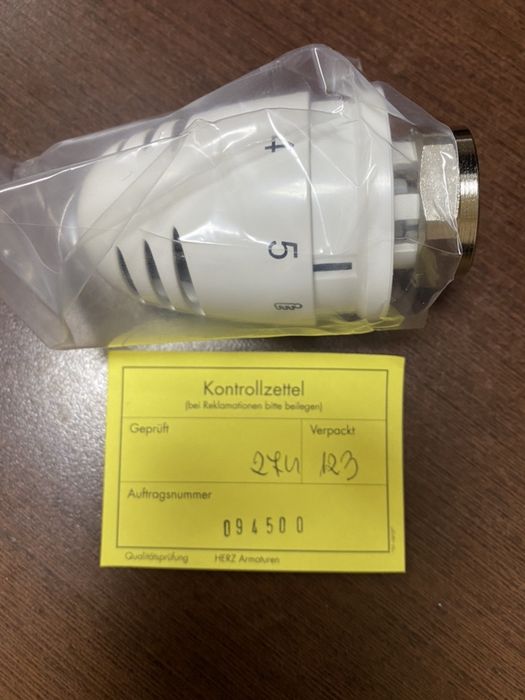 4
5
Kontrollzettel
(bei Reklamationen bitte beilegen)
Geprüft
Verpackt
123
Auftragsnummer
094500
Qualitätsprüfung HERZ Armaturen